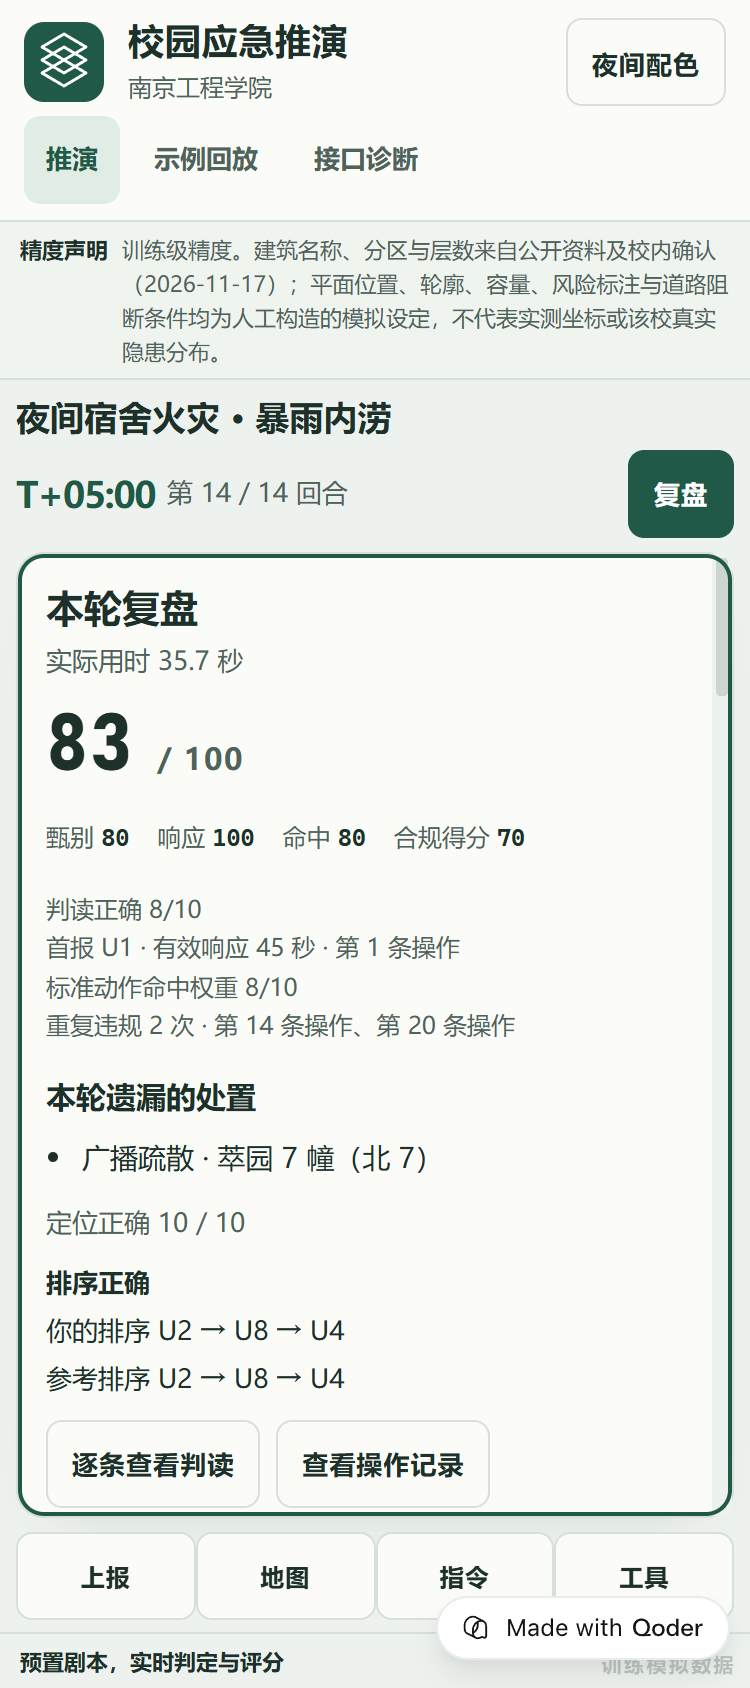 校园应急推演
南京工程学院
夜间配色
推演
示例回放
接口诊断
精度声明
训练级精度。建筑名称、分区与层数来自公开资料及校内确认
（2026-11-17）；平面位置、轮廓、容量、风险标注与道路阻
断条件均为人工构造的模拟设定，不代表实测坐标或该校真实
隐患分布。
夜间宿舍火灾·暴雨内涝
T+05:00 第 14 / 14 回合
复盘
本轮复盘
实际用时 35.7 秒
83 / 100
甄别 80 响应 100 命中 80 合规得分 70
判读正确 8/10
首报 U1 · 有效响应 45 秒 · 第 1 条操作
标准动作命中权重 8/10
重复违规 2 次 · 第 14 条操作、第 20 条操作
本轮遗漏的处置
• 广播疏散 · 萃园 7 幢（北 7）
定位正确 10 / 10
排序正确
你的排序 U2 → U8 → U4
参考排序 U2 → U8 → U4
逐条查看判读
查看操作记录
上报
地图
指令
工具
Made with Qoder
预置剧本，实时判定与评分
训练模拟数据